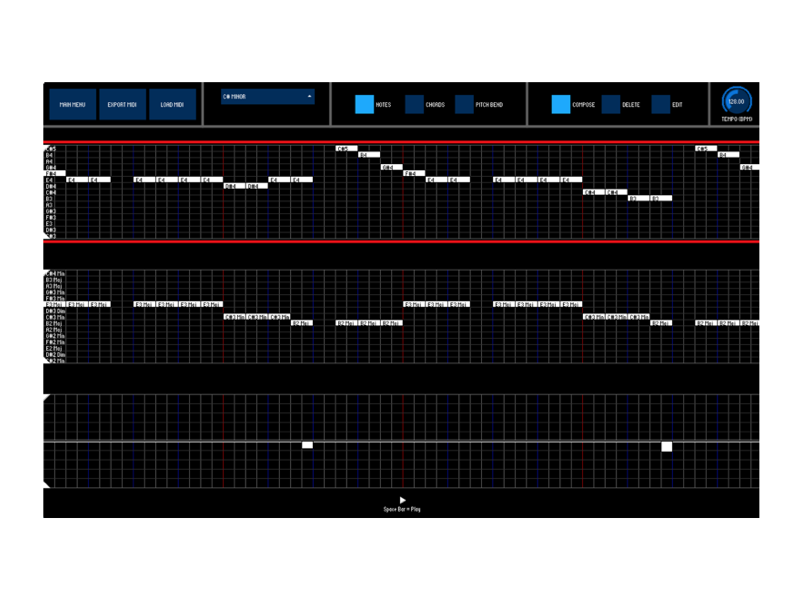 MAIN MENU EXPORT MIDI LOAD MIDI C# MINOR NOTES CHORDS PITCH BEND COMPOSE DELETE EDIT 128.00
TEMPO (BPM)
C#5 C#5 C#5
B4 B4 B4
A4
G#4 G#4 G#4
F#4 F#4
E4 E4 E4 E4 E4 E4 E4 E4 E4 E4 E4 E4 E4 E4 E4
D#4 D#4 D#4
C#4 C#4 C#4
B3 B3 B3
A3
G#3
F#3
E3
D#3
C#3
C#4 Min
B3 Maj
A3 Maj
G#3 Min
F#3 Min
E3 Maj E3 Maj E3 Maj E3 Maj E3 Maj E3 Maj E3 Maj E3 Maj E3 Maj E3 Maj E3 Maj E3 Maj E3 Maj E3 Maj
D#3 Dim
C#3 Min C#3 Min C#3 Min C#3 Min C#3 Min C#3 Min C#3 Min
B2 Maj B2 Maj B2 Maj B2 Maj B2 Maj B2 Maj B2 Maj B2 Maj B2 Maj
A2 Maj
G#2 Min
F#2 Min
E2 Maj
D#2 Dim
C#2 Min
Space Bar = Play